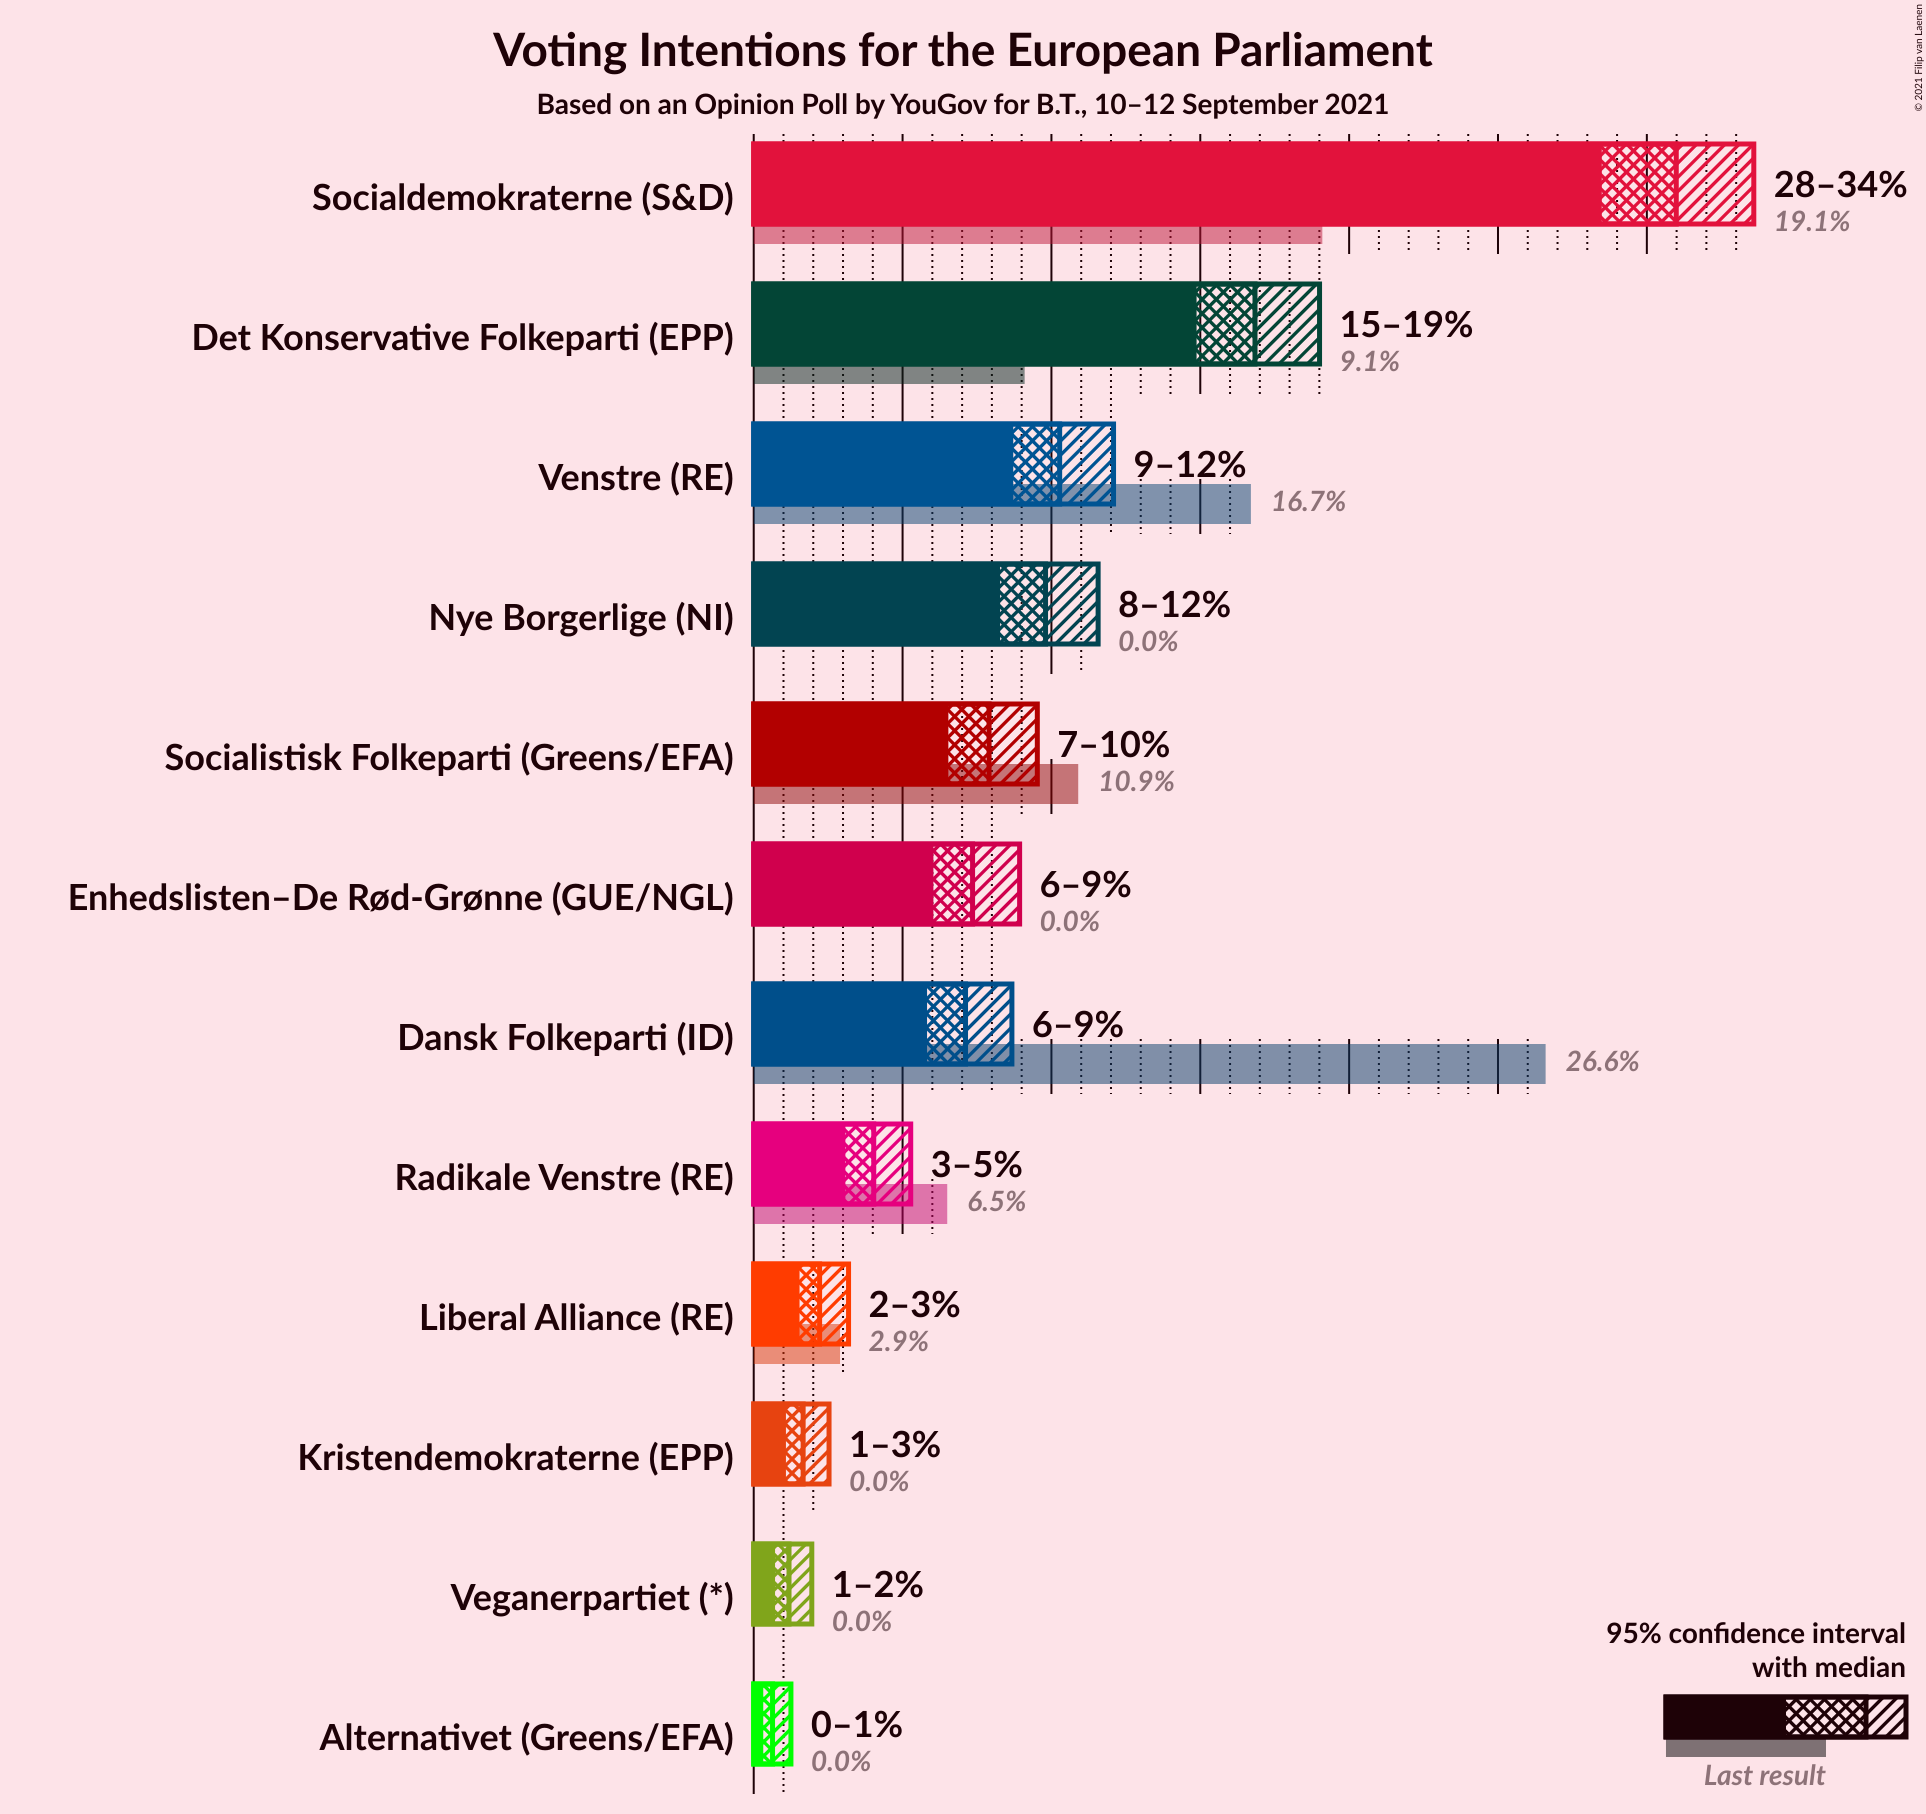 Voting Intentions for the European Parliament
Based on an Opinion Poll by YouGov for B.T., 10–12 September 2021
© 2021 Filip van Laenen
Socialdemokraterne (S&D)
28–34%
19.1%
Det Konservative Folkeparti (EPP)
15–19%
9.1%
Venstre (RE)
9–12%
16.7%
Nye Borgerlige (NI)
8–12%
0.0%
Socialistisk Folkeparti (Greens/EFA)
7–10%
10.9%
Enhedslisten–De Rød-Grønne (GUE/NGL)
6–9%
0.0%
Dansk Folkeparti (ID)
6–9%
26.6%
Radikale Venstre (RE)
3–5%
6.5%
Liberal Alliance (RE)
2–3%
2.9%
Kristendemokraterne (EPP)
1–3%
0.0%
Veganerpartiet (*)
1–2%
0.0%
Alternativet (Greens/EFA)
0–1%
0.0%
95% confidence interval
with median
Last result